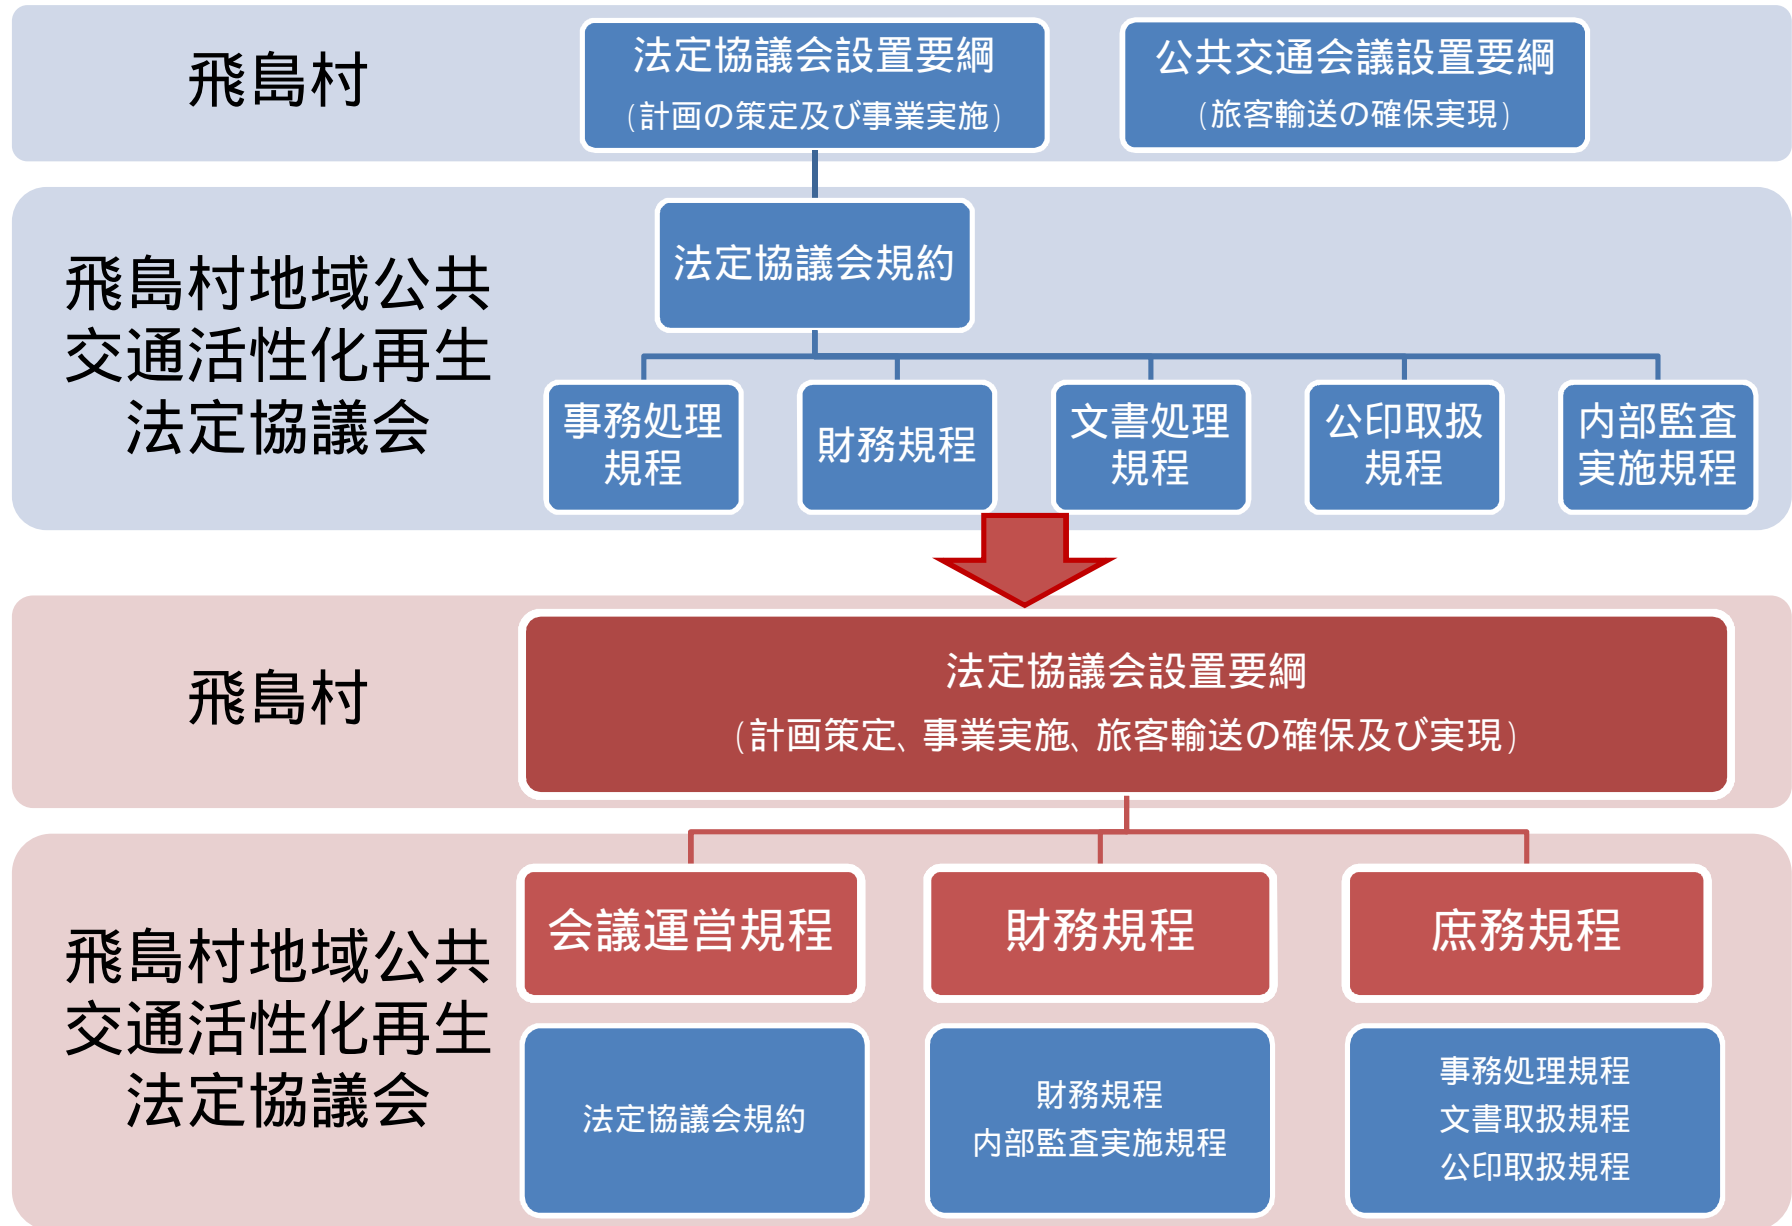 飛島村
法定協議会設置要綱
（計画の策定及び事業実施）
公共交通会議設置要綱
（旅客輸送の確保実現）
飛島村地域公共
交通活性化再生
法定協議会
法定協議会規約
事務処理
規程
財務規程
文書処理
規程
公印取扱
規程
内部監査
実施規程
飛島村
法定協議会設置要綱
（計画策定、事業実施、旅客輸送の確保及び実現）
飛島村地域公共
交通活性化再生
法定協議会
会議運営規程
財務規程
庶務規程
法定協議会規約
財務規程
内部監査実施規程
事務処理規程
文書取扱規程
公印取扱規程